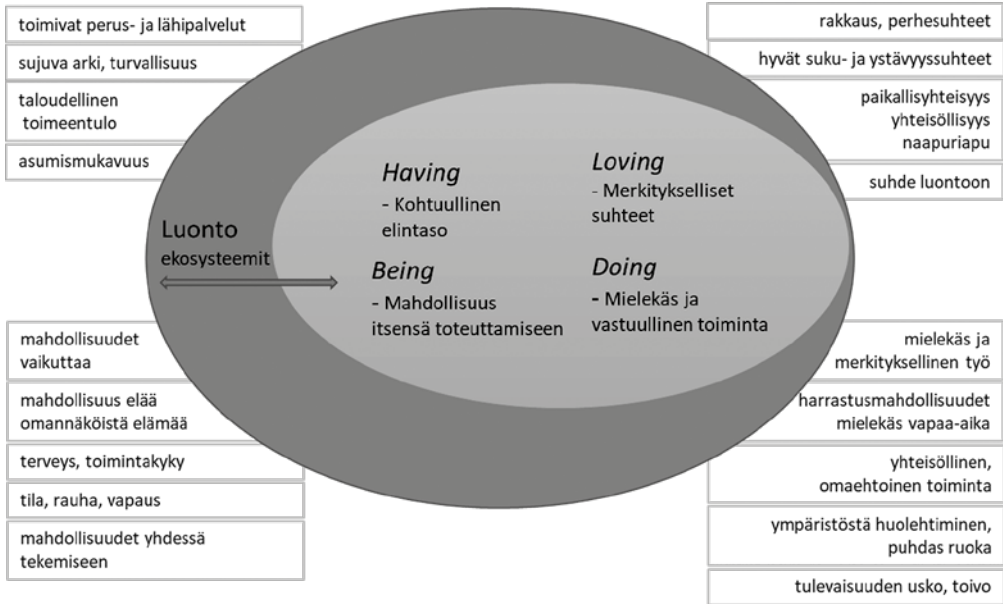 toimivat perus- ja lähipalvelut
sujuva arki, turvallisuus
taloudellinen
toimeentulo
asumismukavuus
rakkaus, perhesuhteet
hyvät suku- ja ystävyyssuhteet
paikallisyhteisyys
yhteisöllisyys
naapuriapu
suhde luontoon
Luonto
ekosysteemit
Having
- Kohtuullinen
elintaso
Loving
- Merkitykselliset
suhteet
Being
- Mahdollisuus
itsensä toteuttamiseen
Doing
- Mielekäs ja
vastuullinen toiminta
mahdollisuudet
vaikuttaa
mahdollisuus elää
omannäköistä elämää
terveys, toimintakyky
tila, rauha, vapaus
mahdollisuudet yhdessä
tekemiseen
mielekäs ja
merkityksellinen työ
harrastusmahdollisuudet
mielekäs vapaa-aika
yhteisöllinen,
omaehtoinen toiminta
ympäristöstä huolehtiminen,
puhdas ruoka
tulevaisuuden usko, toivo